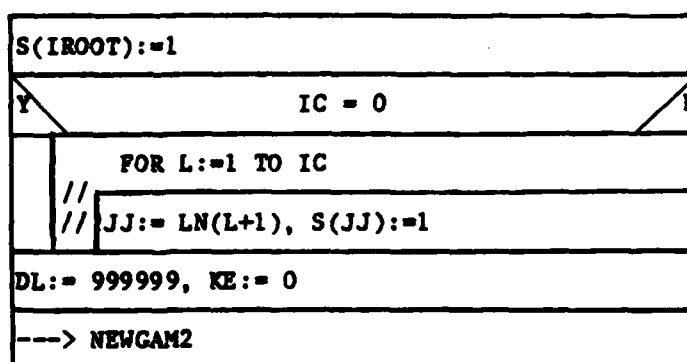 S(IROOT):=1
Y IC = 0
FOR L:=1 TO IC
//
// JJ:= LN(L+1), S(JJ):=1
DL:= 999999, KE:= 0
---> NEWGAM2